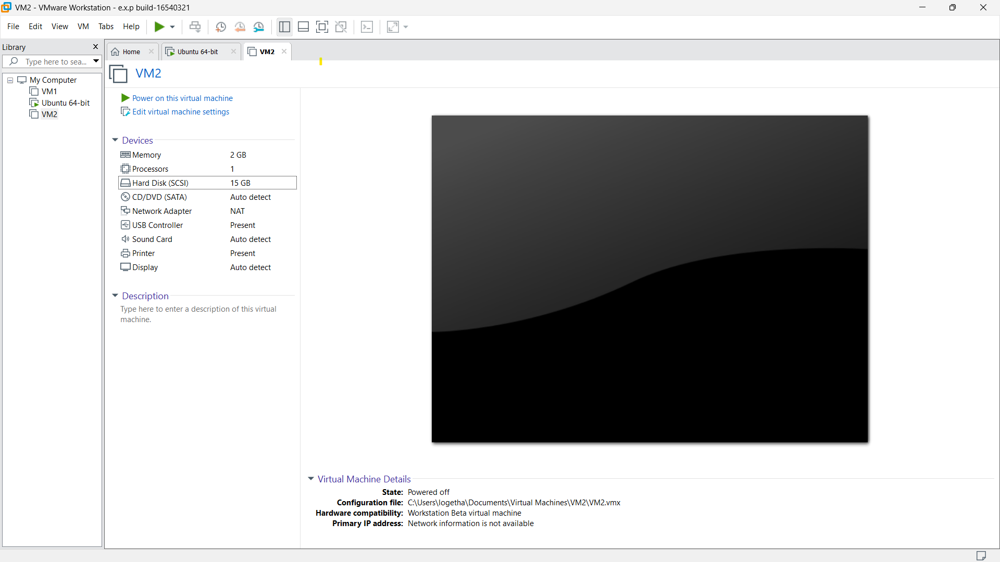 VM2 - VMware Workstation - e.x.p build-16540321
File Edit View VM Tabs Help
Library
Type here to sea...
My Computer
VM1
Ubuntu 64-bit
VM2
Home
Ubuntu 64-bit
VM2
VM2
Power on this virtual machine
Edit virtual machine settings
Devices
Memory 2 GB
Processors 1
Hard Disk (SCSI) 15 GB
CD/DVD (SATA) Auto detect
Network Adapter NAT
USB Controller Present
Sound Card Auto detect
Printer Present
Display Auto detect
Description
Type here to enter a description of this virtual
machine.
Virtual Machine Details
State: Powered off
Configuration file: C:\Users\logetha\Documents\Virtual Machines\VM2\VM2.vmx
Hardware compatibility: Workstation Beta virtual machine
Primary IP address: Network information is not available